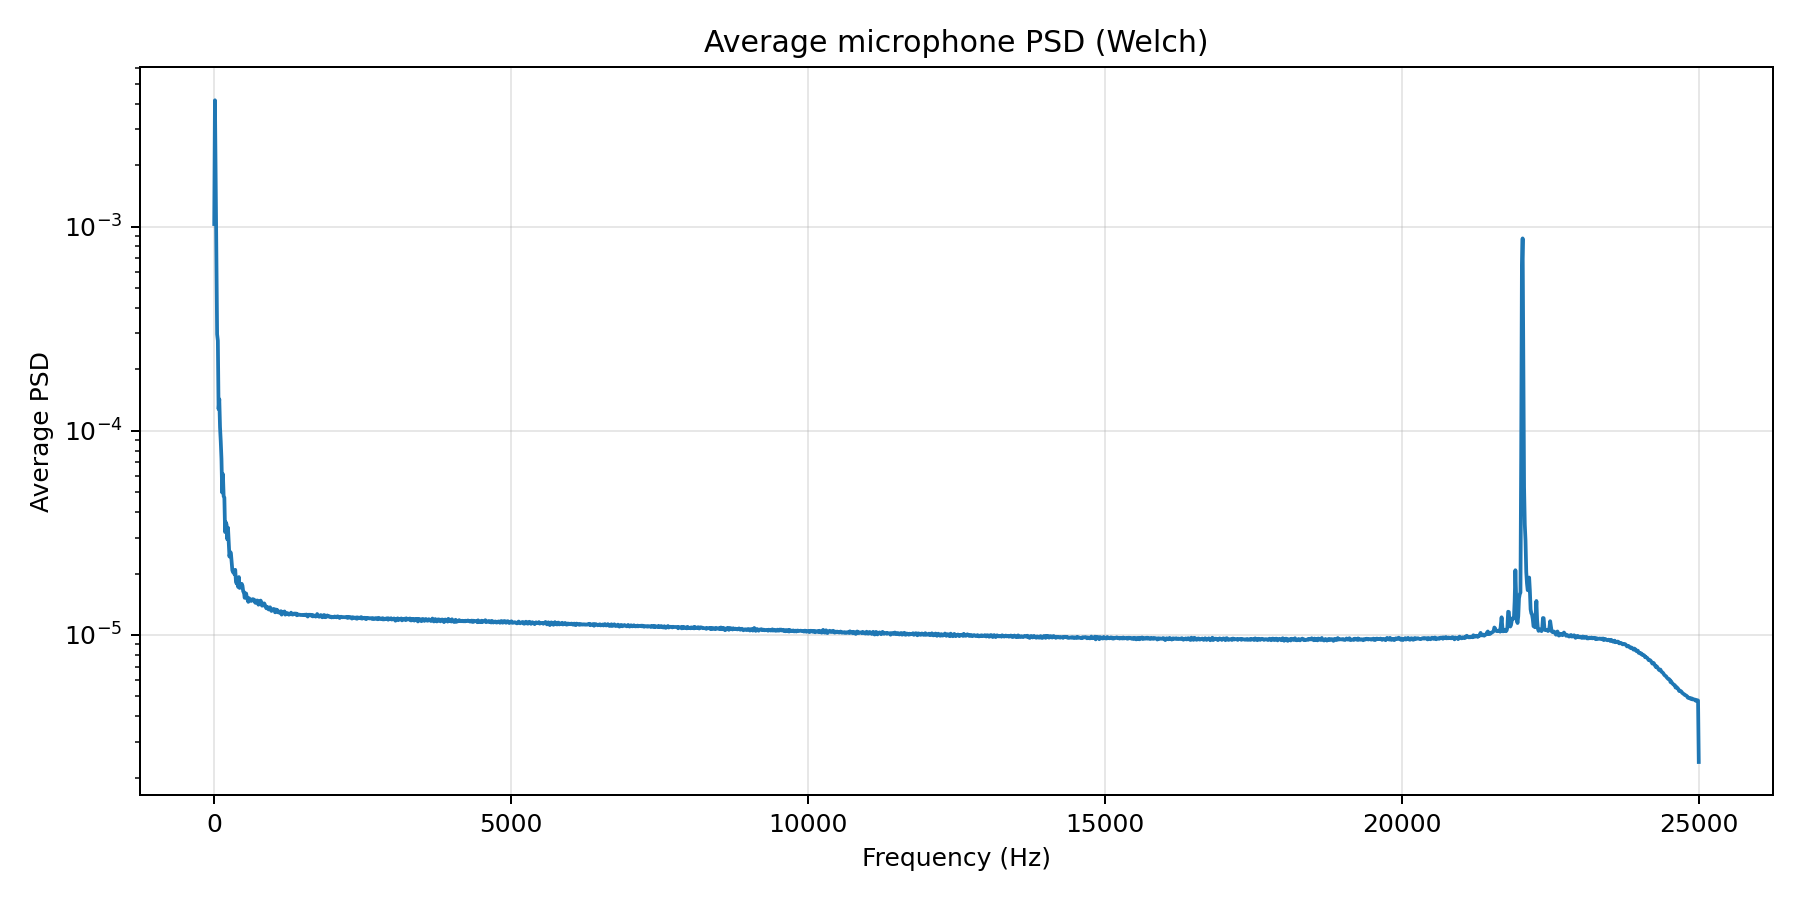 Average microphone PSD (Welch)
10⁻³
10⁻⁴
10⁻⁵
Average PSD
0 5000 10000 15000 20000 25000
Frequency (Hz)